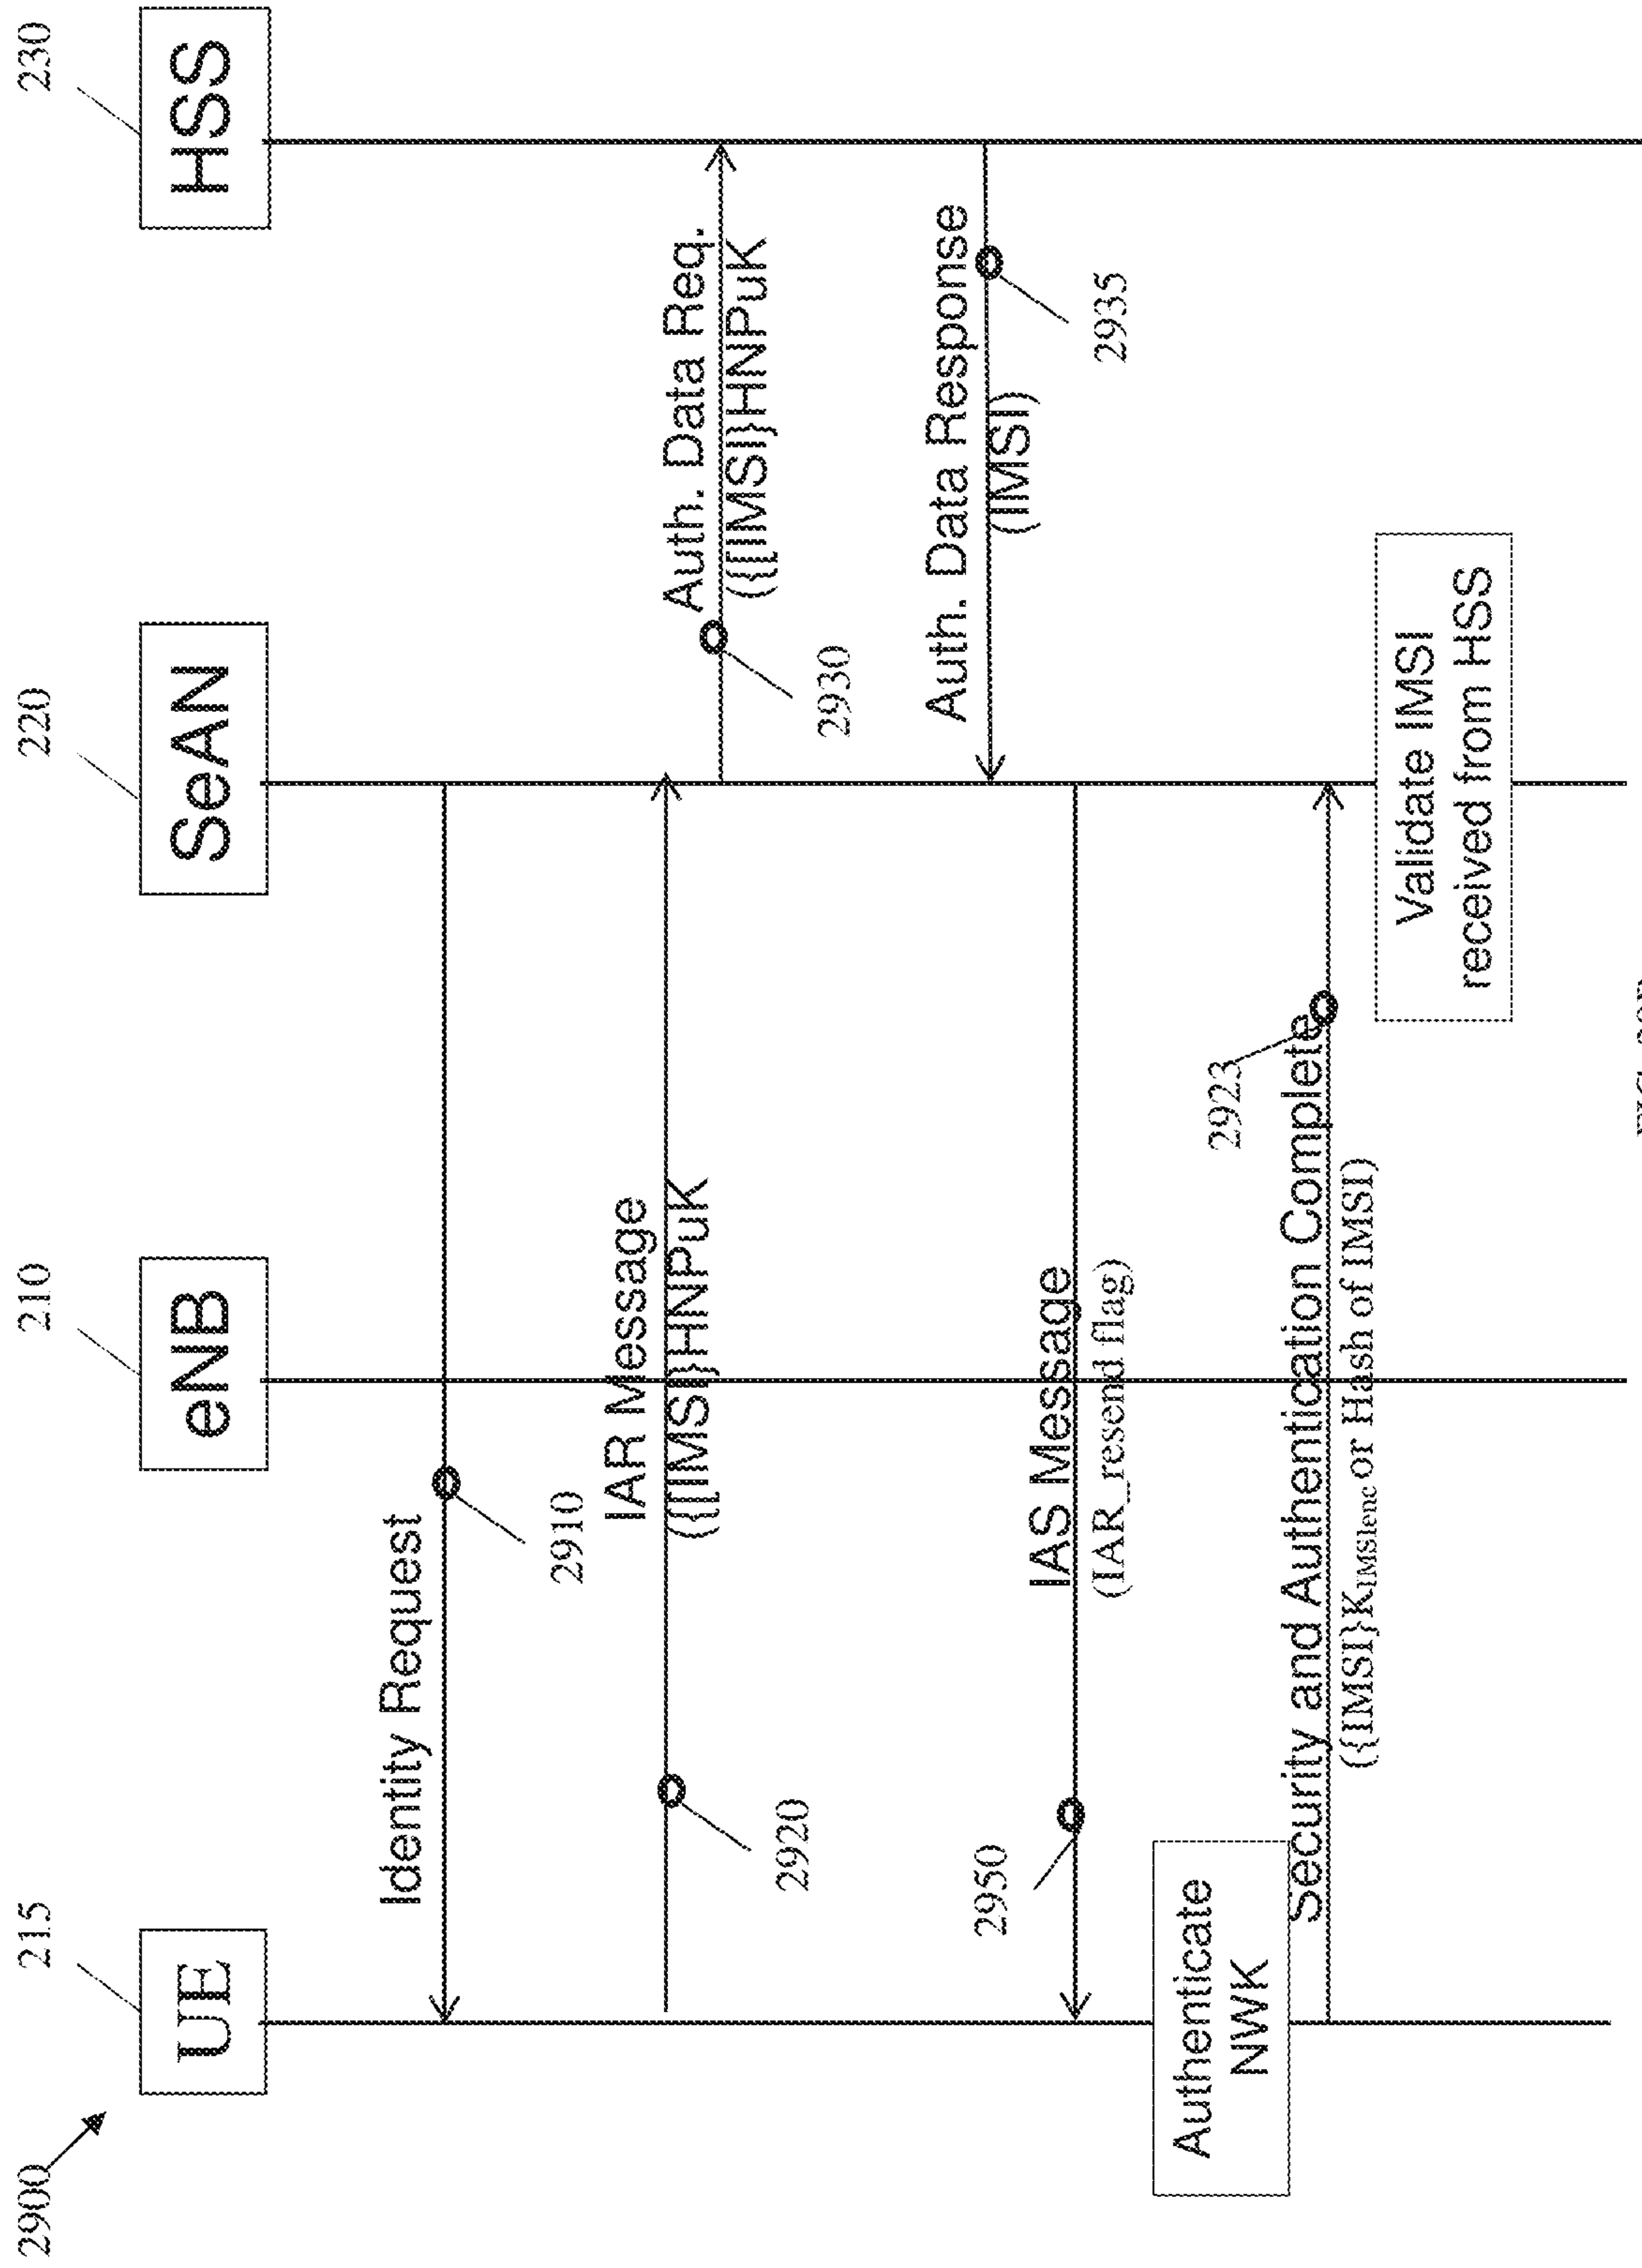 2900
215
210
220
230
UE
eNB
SeAN
HSS
Identity Request
2910
IAR Message
({[IMSI}HNPuK
2920
Auth. Data Req.
({[IMSI}HNPuK
2930
Auth. Data Response
(IMSI)
2935
IAS Message
(IAR_resend flag)
2950
Authenticate
NWK
2923
Security and Authentication Complete
({IMSI}K_IMSIenc or Hash of IMSI)
Validate IMSI
received from HSS